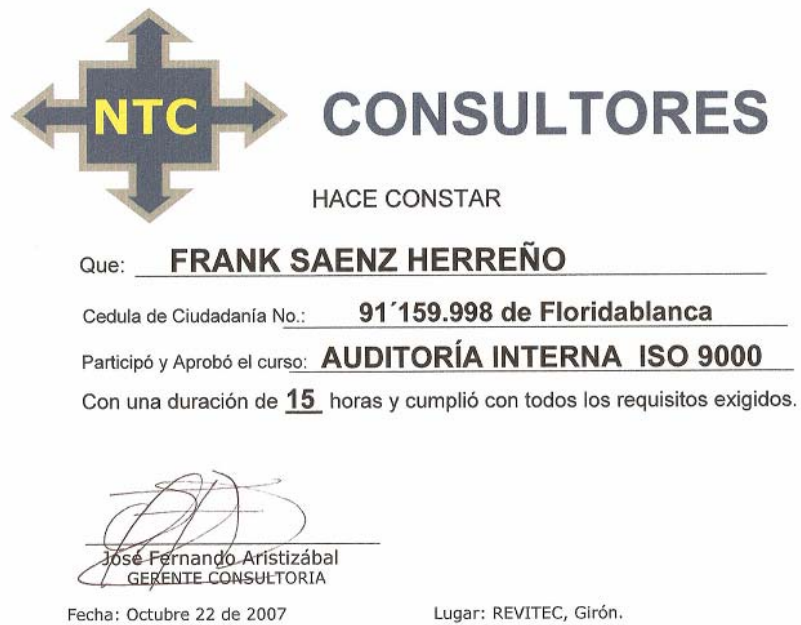 NTC CONSULTORES
HACE CONSTAR
Que: FRANK SAENZ HERREÑO
Cedula de Ciudadanía No.: 91´159.998 de Floridablanca
Participó y Aprobó el curso: AUDITORÍA INTERNA ISO 9000
Con una duración de 15 horas y cumplió con todos los requisitos exigidos.
José Fernando Aristizábal
GERENTE CONSULTORIA
Fecha: Octubre 22 de 2007 Lugar: REVITEC, Girón.